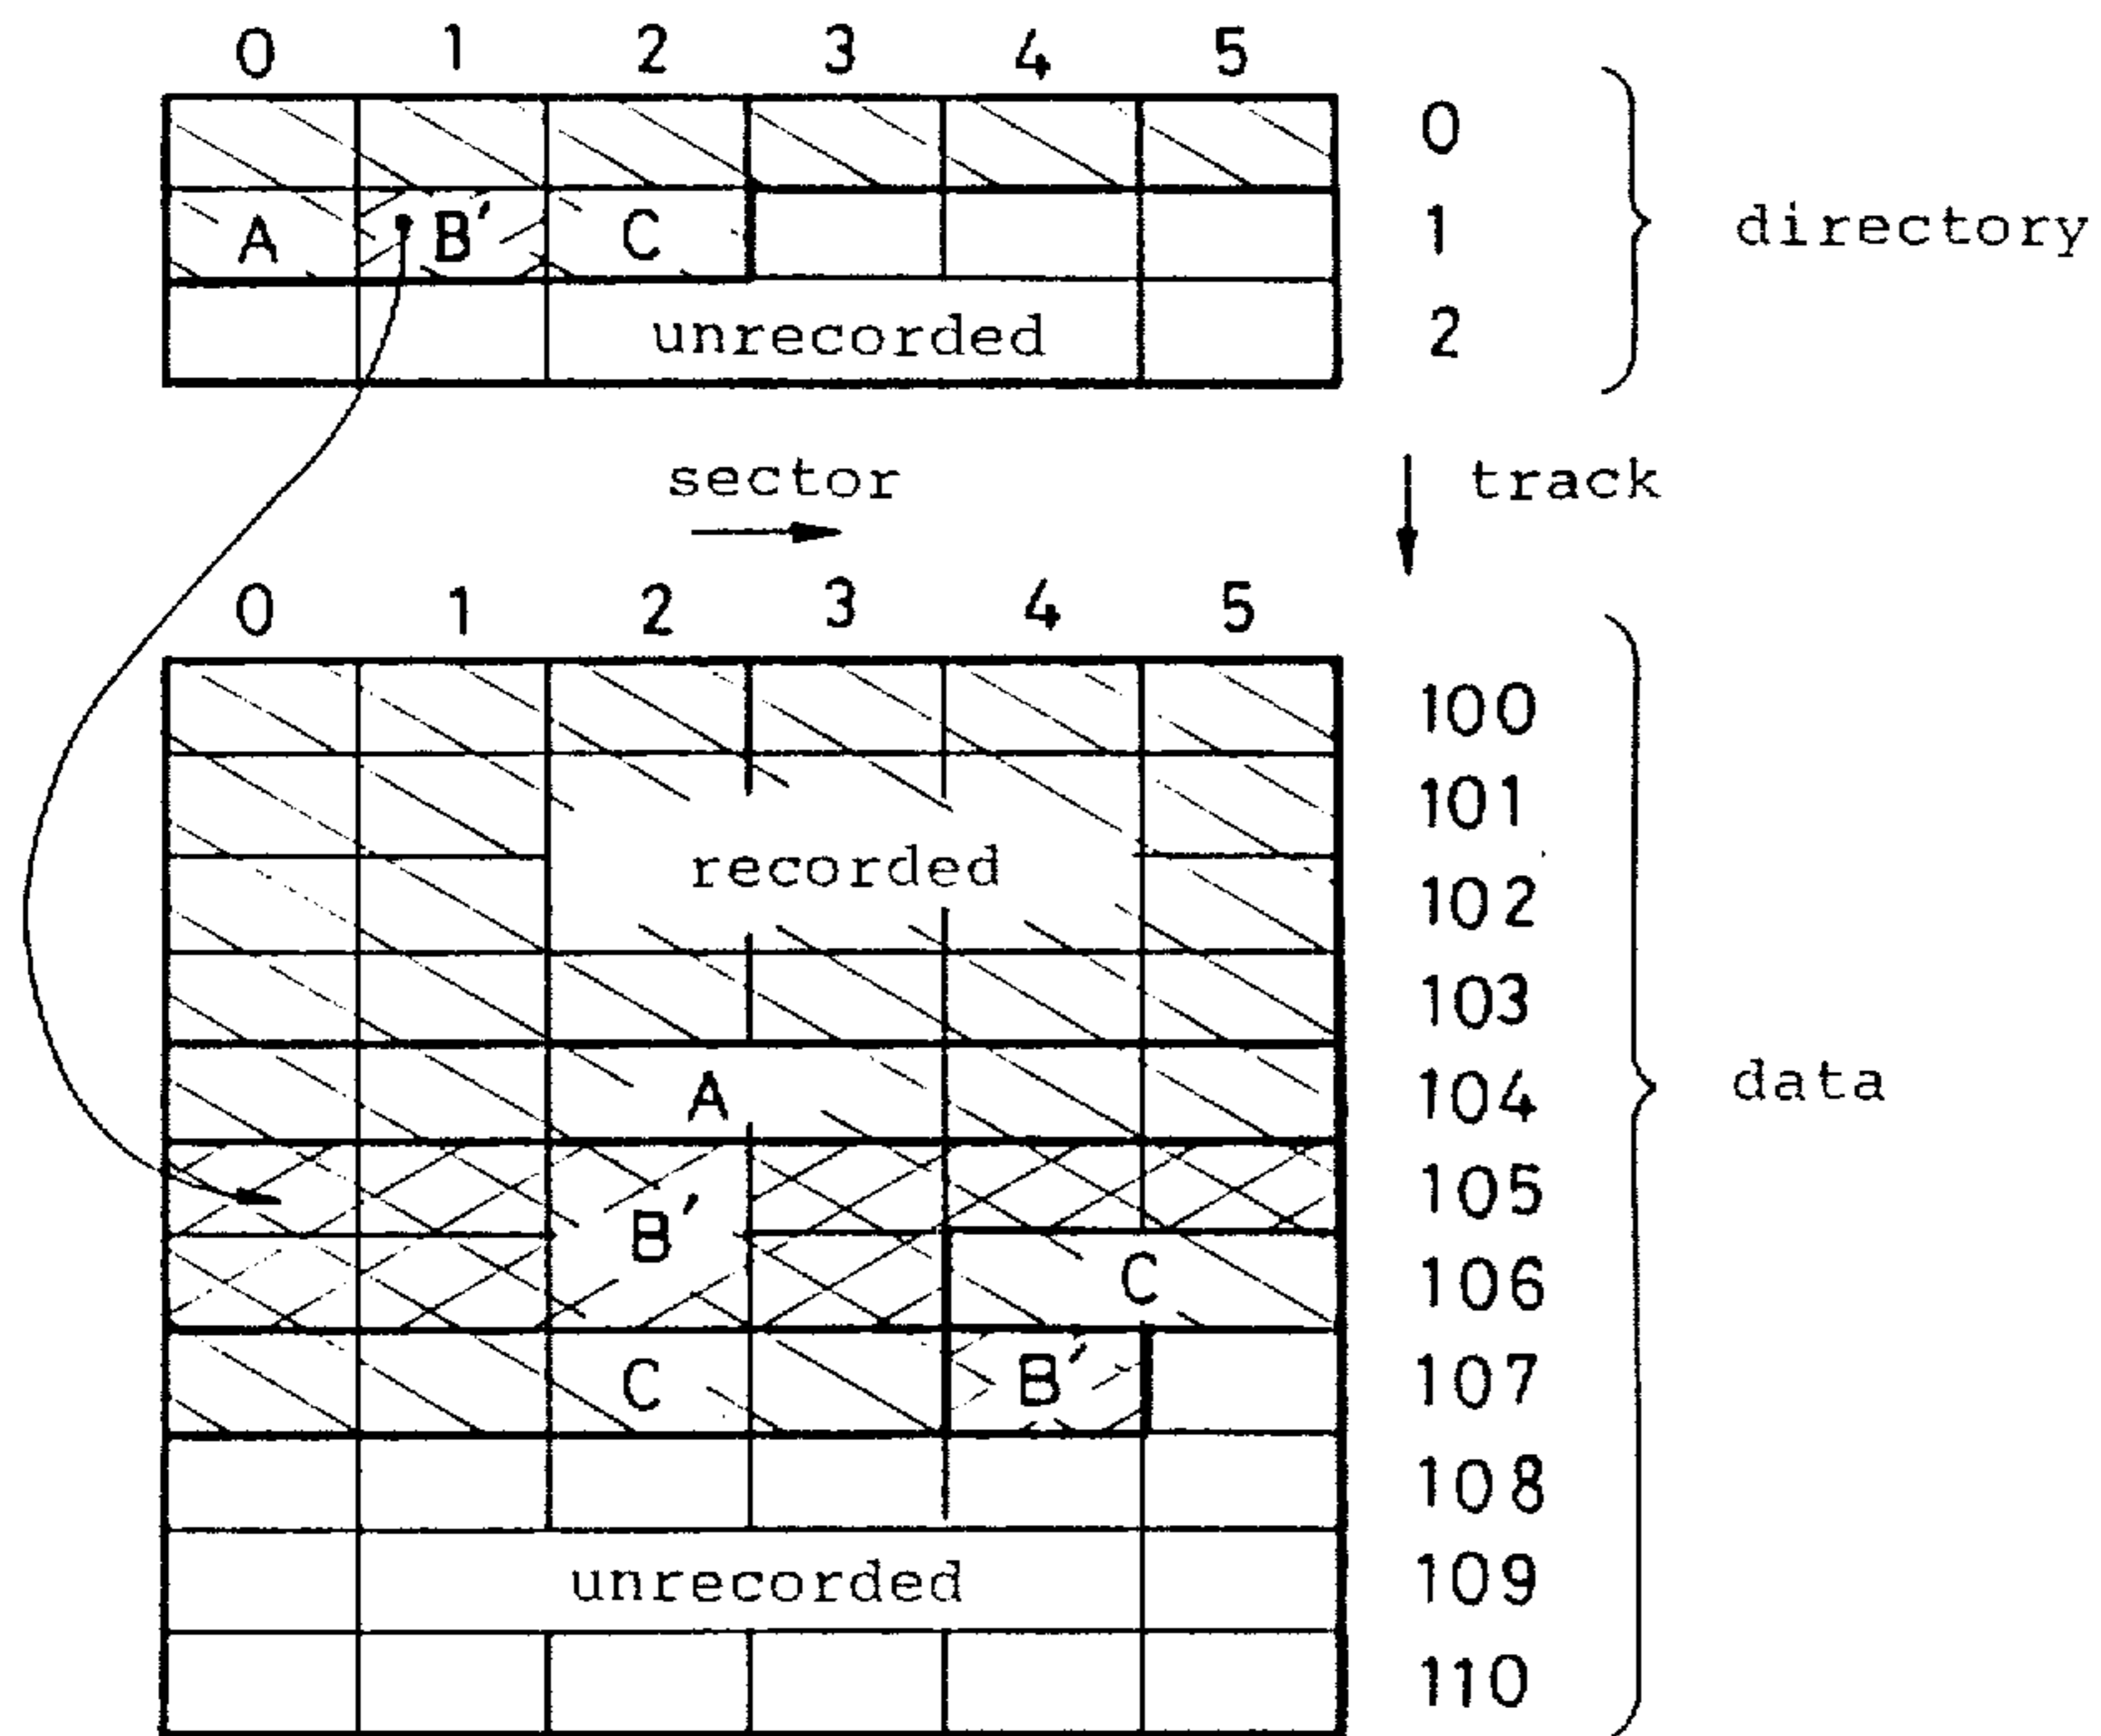 0 1 2 3 4 5
0
A B′ C 1 directory
unrecorded 2
sector track
0 1 2 3 4 5
100
101
recorded 102
103
A 104 data
105
B′
C 106
C B′ 107
108
unrecorded 109
110